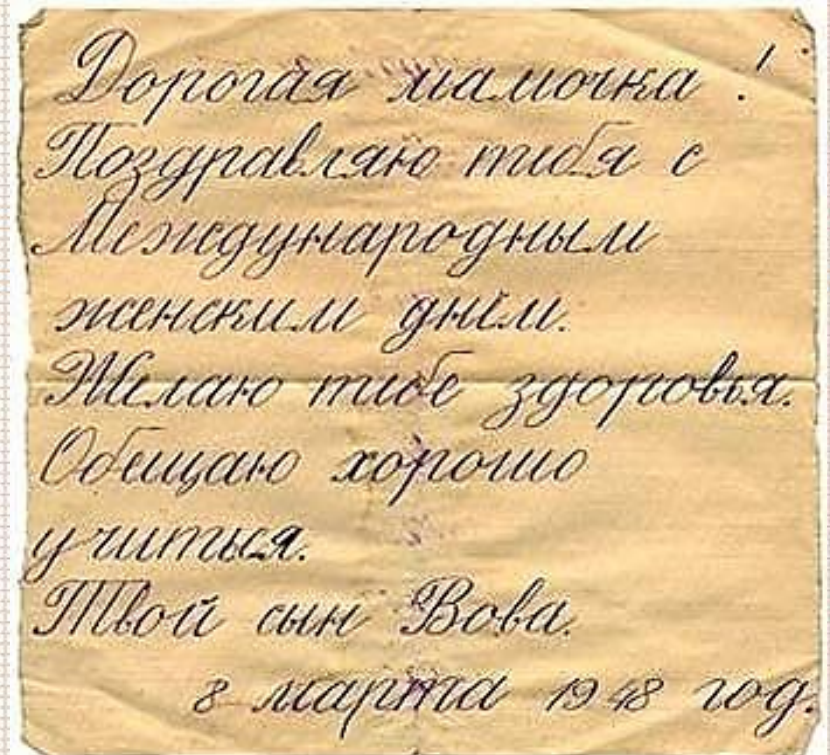 Дорогая мамочка!
Поздравляю тебя с
Международным
женским днём.
Желаю тебе здоровья.
Обещаю хорошо
учиться.
Твой сын Вова.
8 марта 1948 год.